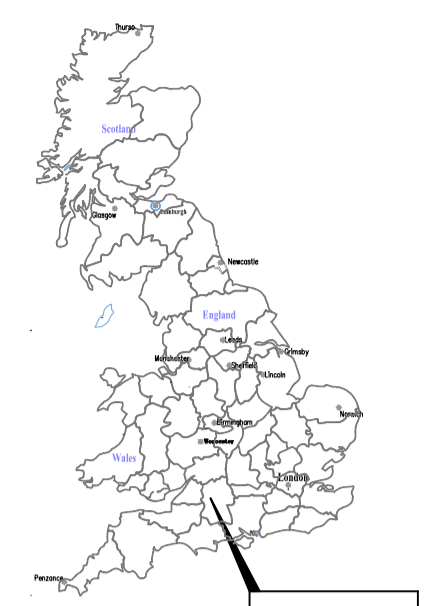 Thurso
Scotland
Edinburgh
Glasgow
Newcastle
England
Leeds
Manchester
Grimsby
Sheffield
Lincoln
Norwich
Birmingham
Worcester
Wales
London
Penzance